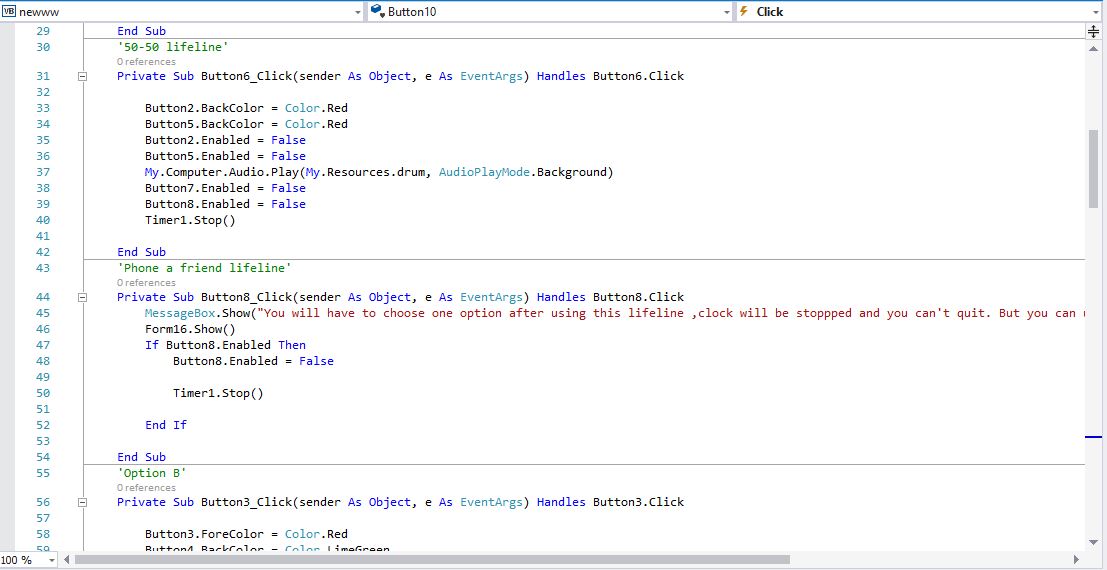 newww Button10 Click
29 End Sub
30 '50-50 lifeline'
0 references
31 Private Sub Button6_Click(sender As Object, e As EventArgs) Handles Button6.Click
32
33 Button2.BackColor = Color.Red
34 Button5.BackColor = Color.Red
35 Button2.Enabled = False
36 Button5.Enabled = False
37 My.Computer.Audio.Play(My.Resources.drum, AudioPlayMode.Background)
38 Button7.Enabled = False
39 Button8.Enabled = False
40 Timer1.Stop()
41
42 End Sub
43 'Phone a friend lifeline'
0 references
44 Private Sub Button8_Click(sender As Object, e As EventArgs) Handles Button8.Click
45 MessageBox.Show("You will have to choose one option after using this lifeline ,clock will be stoppped and you can't quit. But you can
46 Form16.Show()
47 If Button8.Enabled Then
48 Button8.Enabled = False
49
50 Timer1.Stop()
51
52 End If
53
54 End Sub
55 'Option B'
0 references
56 Private Sub Button3_Click(sender As Object, e As EventArgs) Handles Button3.Click
57
58 Button3.ForeColor = Color.Red
59 Button4.BackColor = Color.LimeGreen
100 %